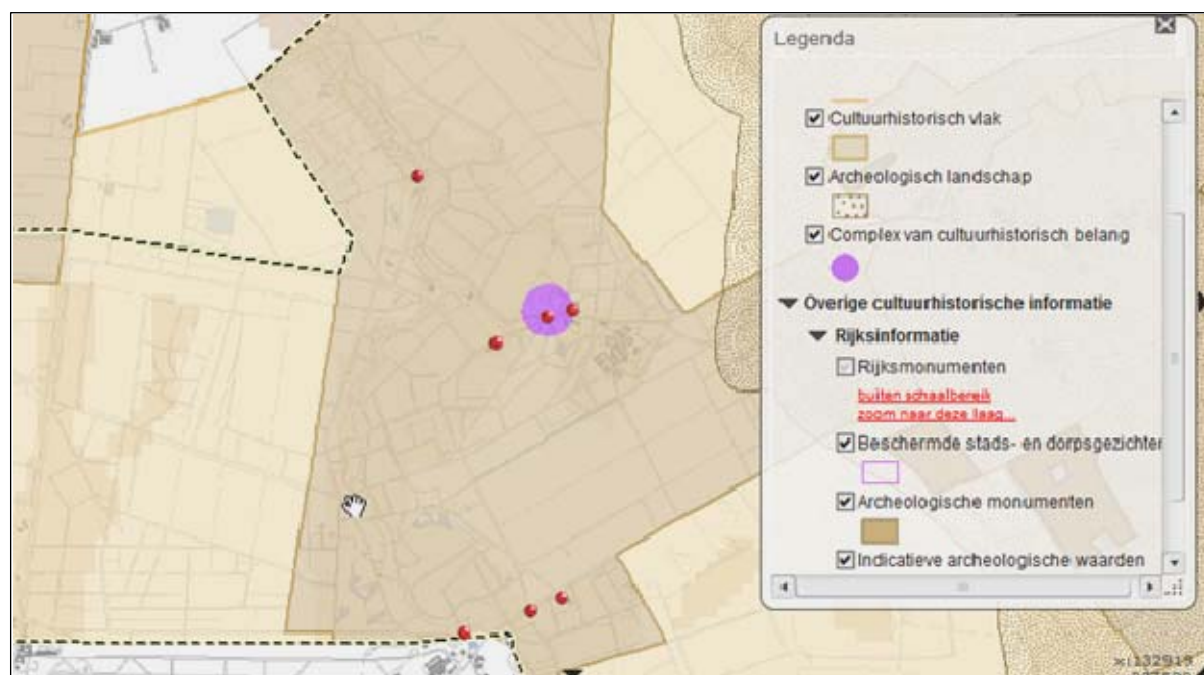 Legenda
Cultuurhistorisch vlak
Archeologisch landschap
Complex van cultuurhistorisch belang
Overige cultuurhistorische informatie
Rijksinformatie
Rijksmonumenten
buiten schaalbereik
zoom naar deze laag...
Beschermde stads- en dorpsgezichten
Archeologische monumenten
Indicatieve archeologische waarden
x:132919